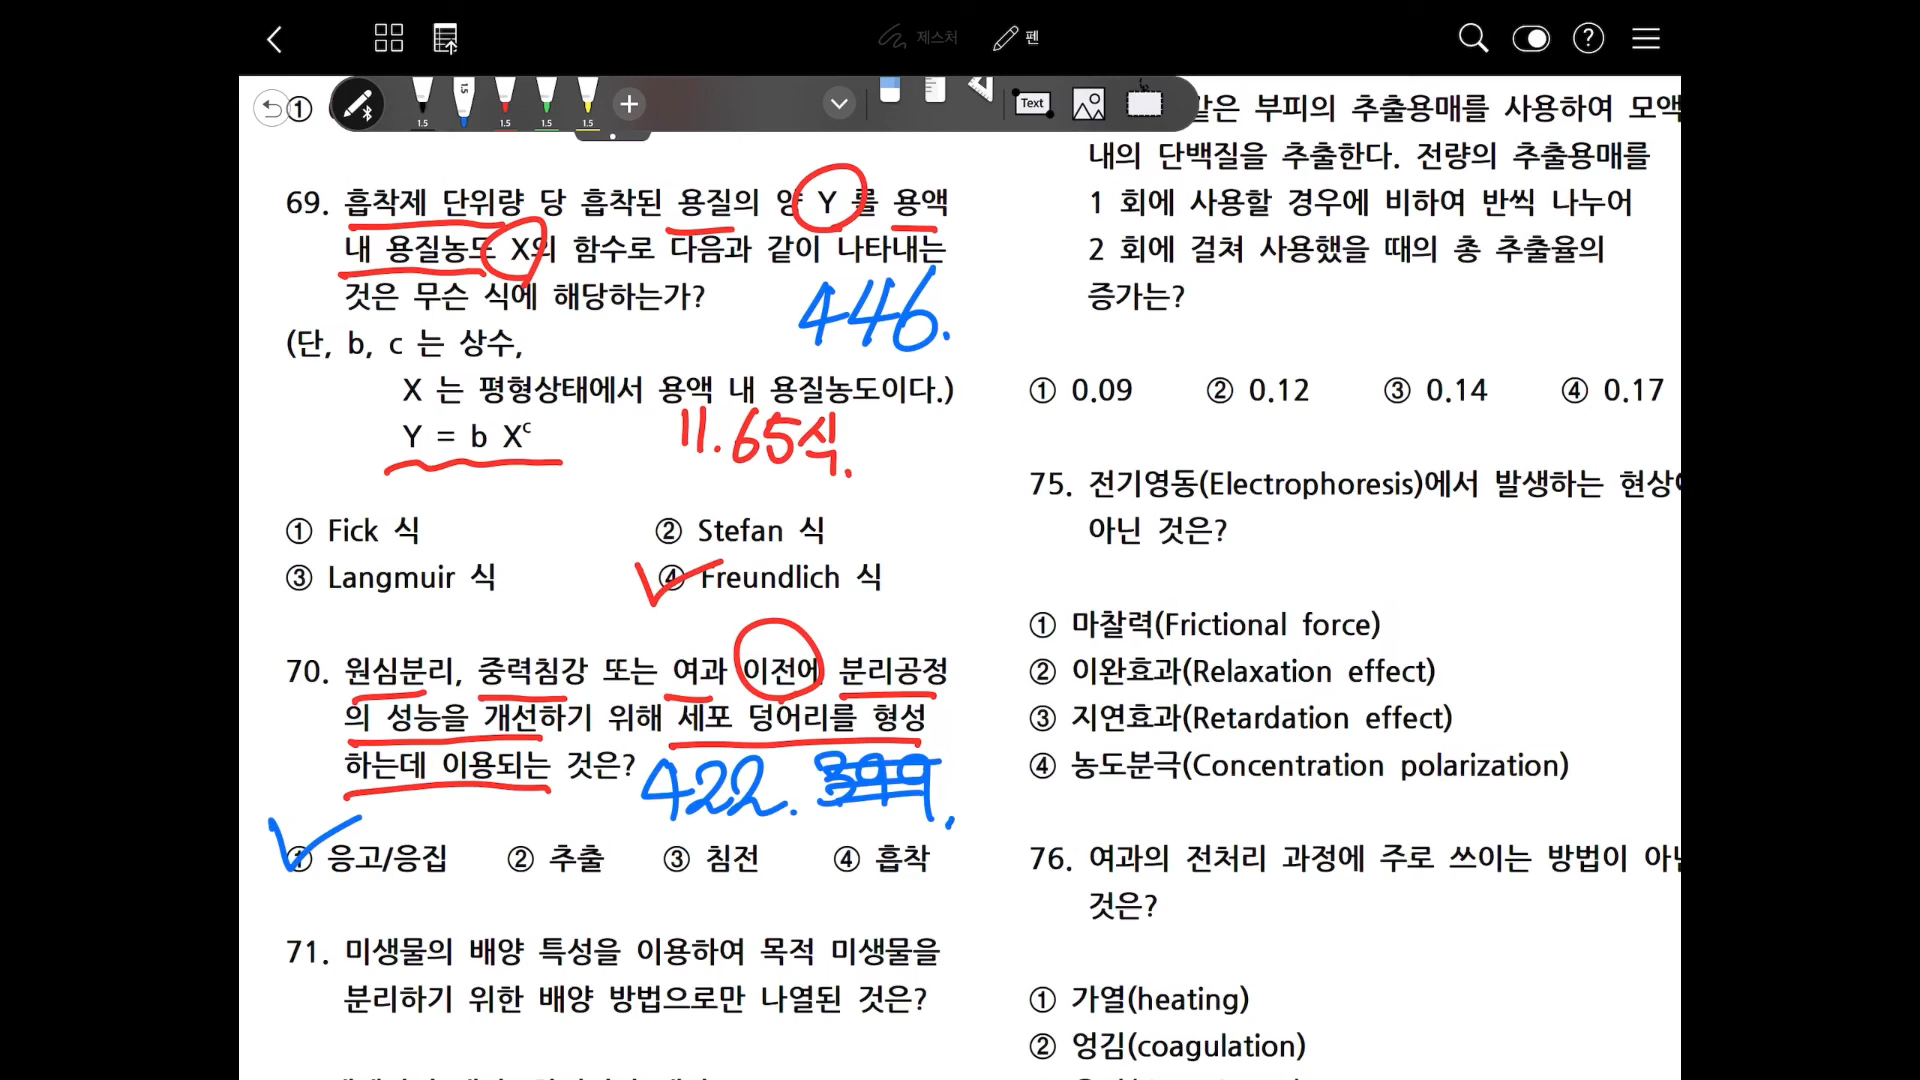 제스처 펜
1.5 1.5 1.5 1.5 1.5 Text
①
69. 흡착제 단위량 당 흡착된 용질의 양 Y 를 용액
내 용질농도 X의 함수로 다음과 같이 나타내는
것은 무슨 식에 해당하는가?
446.
(단, b, c 는 상수,
X 는 평형상태에서 용액 내 용질농도이다.)
Y = b Xᶜ
11.65식.
① Fick 식 ② Stefan 식
③ Langmuir 식 ④ Freundlich 식
70. 원심분리, 중력침강 또는 여과 이전에 분리공정
의 성능을 개선하기 위해 세포 덩어리를 형성
하는데 이용되는 것은?
422. 399.
① 응고/응집 ② 추출 ③ 침전 ④ 흡착
71. 미생물의 배양 특성을 이용하여 목적 미생물을
분리하기 위한 배양 방법으로만 나열된 것은?
같은 부피의 추출용매를 사용하여 모액
내의 단백질을 추출한다. 전량의 추출용매를
1 회에 사용할 경우에 비하여 반씩 나누어
2 회에 걸쳐 사용했을 때의 총 추출율의
증가는?
① 0.09 ② 0.12 ③ 0.14 ④ 0.17
75. 전기영동(Electrophoresis)에서 발생하는 현상이
아닌 것은?
① 마찰력(Frictional force)
② 이완효과(Relaxation effect)
③ 지연효과(Retardation effect)
④ 농도분극(Concentration polarization)
76. 여과의 전처리 과정에 주로 쓰이는 방법이 아닌
것은?
① 가열(heating)
② 엉김(coagulation)